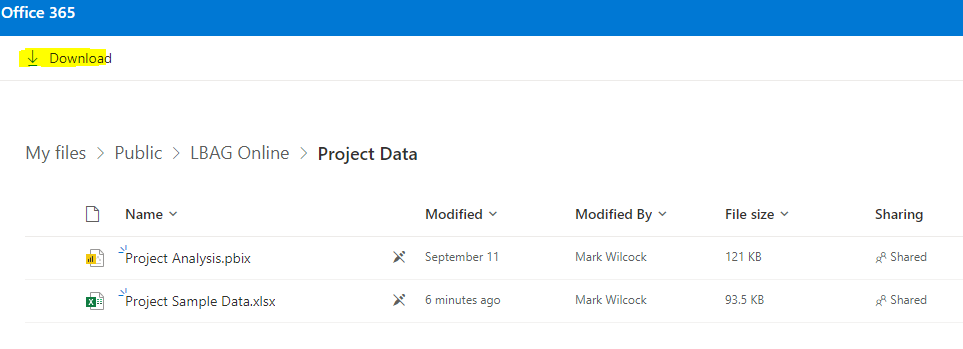 Office 365
Download
My files > Public > LBAG Online > Project Data
Name Modified Modified By File size Sharing
Project Analysis.pbix September 11 Mark Wilcock 121 KB Shared
Project Sample Data.xlsx 6 minutes ago Mark Wilcock 93.5 KB Shared